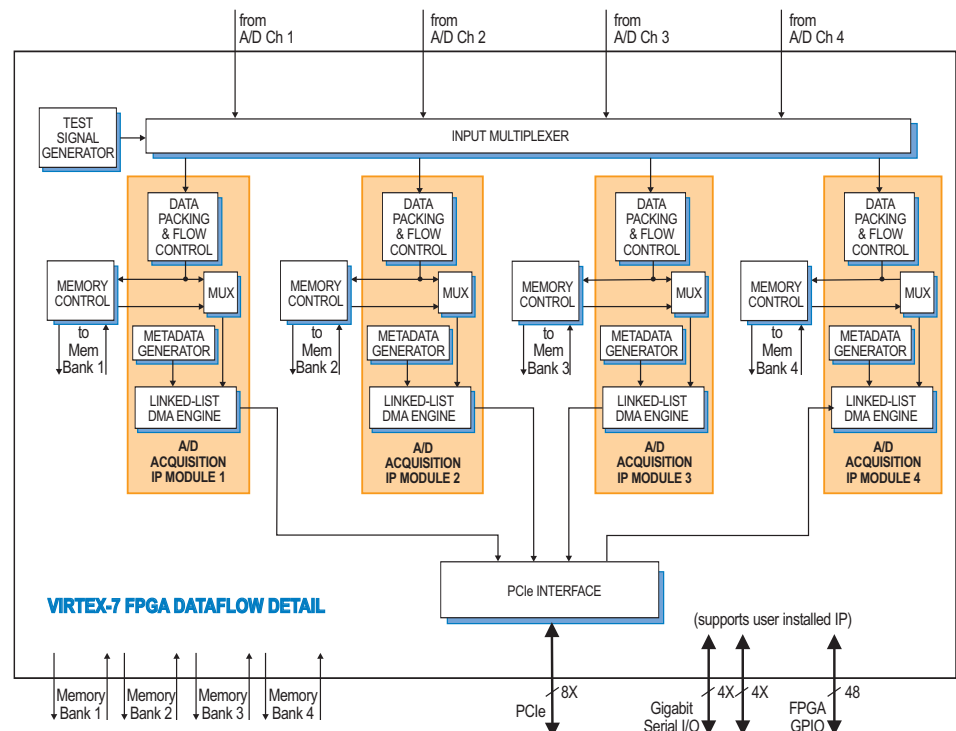 from
A/D Ch 1
from
A/D Ch 2
from
A/D Ch 3
from
A/D Ch 4
TEST
SIGNAL
GENERATOR
INPUT MULTIPLEXER
DATA
PACKING
& FLOW
CONTROL
MEMORY
CONTROL
MUX
to
Mem
Bank 1
METADATA
GENERATOR
LINKED-LIST
DMA ENGINE
A/D
ACQUISITION
IP MODULE 1
DATA
PACKING
& FLOW
CONTROL
MEMORY
CONTROL
MUX
to
Mem
Bank 2
METADATA
GENERATOR
LINKED-LIST
DMA ENGINE
A/D
ACQUISITION
IP MODULE 2
DATA
PACKING
& FLOW
CONTROL
MEMORY
CONTROL
MUX
to
Mem
Bank 3
METADATA
GENERATOR
LINKED-LIST
DMA ENGINE
A/D
ACQUISITION
IP MODULE 3
DATA
PACKING
& FLOW
CONTROL
MEMORY
CONTROL
MUX
to
Mem
Bank 4
METADATA
GENERATOR
LINKED-LIST
DMA ENGINE
A/D
ACQUISITION
IP MODULE 4
PCIe INTERFACE
VIRTEX-7 FPGA DATAFLOW DETAIL
(supports user installed IP)
Memory
Bank 1
Memory
Bank 2
Memory
Bank 3
Memory
Bank 4
8X
PCIe
4X
4X
Gigabit
Serial I/O
48
FPGA
GPIO